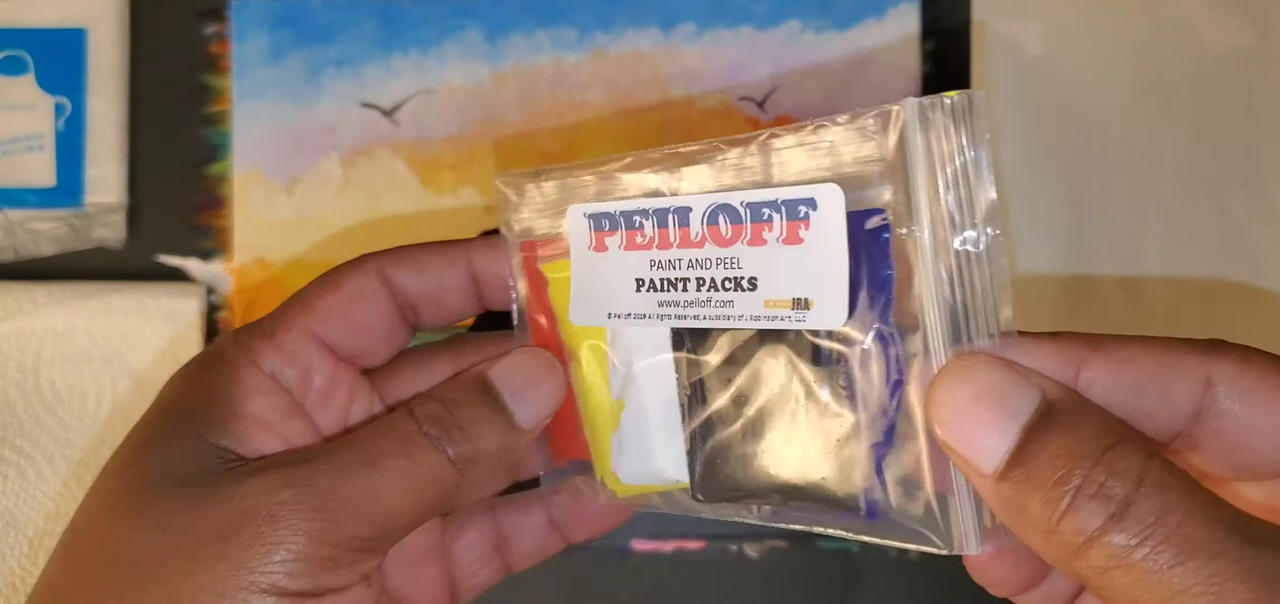 PEILOFF
PAINT AND PEEL
PAINT PACKS
www.peiloff.com
JRA
© Peiloff 2019 All Rights Reserved, A subsidiary of J Robinson Art, LLC